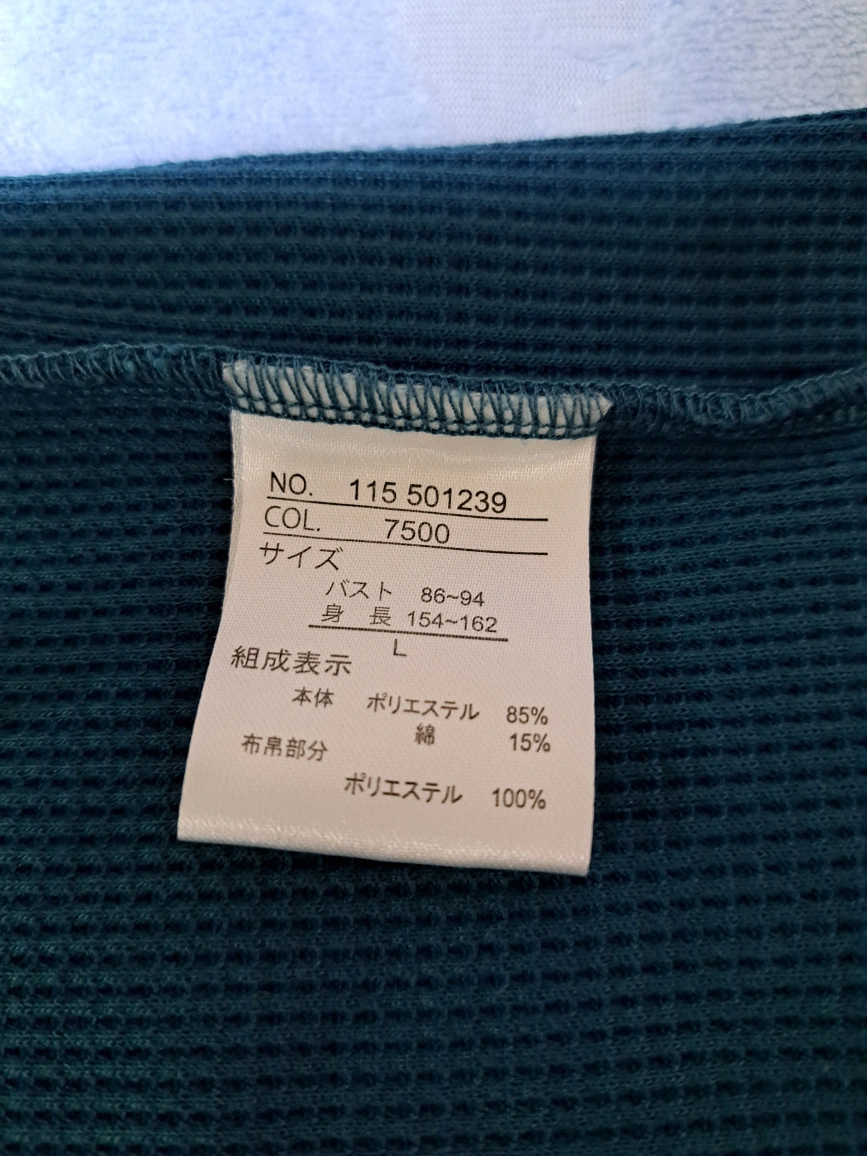 NO. 115 501239
COL. 7500
サイズ
バスト 86~94
身 長 154~162
L
組成表示
本体 ポリエステル 85%
綿 15%
布帛部分
ポリエステル 100%